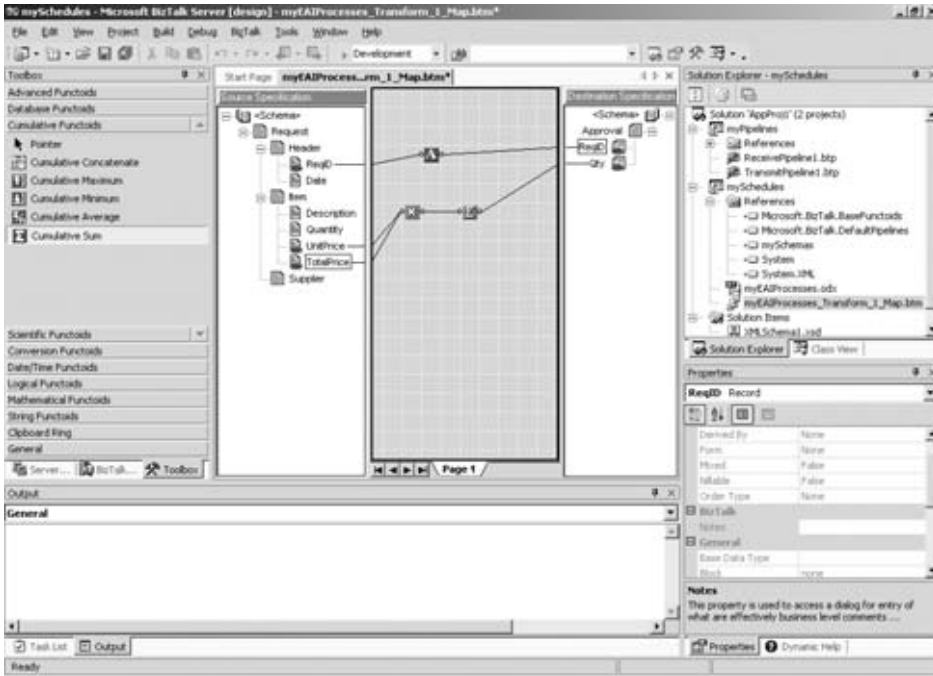 mySchedules - Microsoft BizTalk Server [design] - myEAIProcesses_Transform_1_Map.btm*
File Edit View Project Build Debug BizTalk Tools Window Help
Development
Toolbox
Advanced Functoids
Database Functoids
Cumulative Functoids
Pointer
Cumulative Concatenate
Cumulative Maximum
Cumulative Minimum
Cumulative Average
Cumulative Sum
Scientific Functoids
Conversion Functoids
Date/Time Functoids
Logical Functoids
Mathematical Functoids
String Functoids
Clipboard Ring
General
Server... BizTalk... Toolbox
Start Page myEAIProcess...rm_1_Map.btm*
Source Specification
<Schema>
Request
Header
ReqID
Date
Item
Description
Quantity
UnitPrice
TotalPrice
Supplier
Page 1
Destination Specification
<Schema>
Approval
ReqID
Qty
Solution Explorer - mySchedules
Solution 'AppProj1' (2 projects)
myPipelines
References
ReceivePipeline1.btp
TransmitPipeline1.btp
mySchedules
References
Microsoft.BizTalk.BaseFunctoids
Microsoft.BizTalk.DefaultPipelines
mySchemas
System
System.XML
myEAIProcesses.odx
myEAIProcesses_Transform_1_Map.btm
Solution Items
XMLSchema1.xsd
Solution Explorer Class View
Properties
ReqID Record
Derived By None
Form None
Mixed False
Nillable False
Order Type None
BizTalk
Notes
General
Base Data Type
Block none
Notes
This property is used to access a dialog for entry of
what are effectively business level comments ....
Properties Dynamic Help
Output
General
Task List Output
Ready